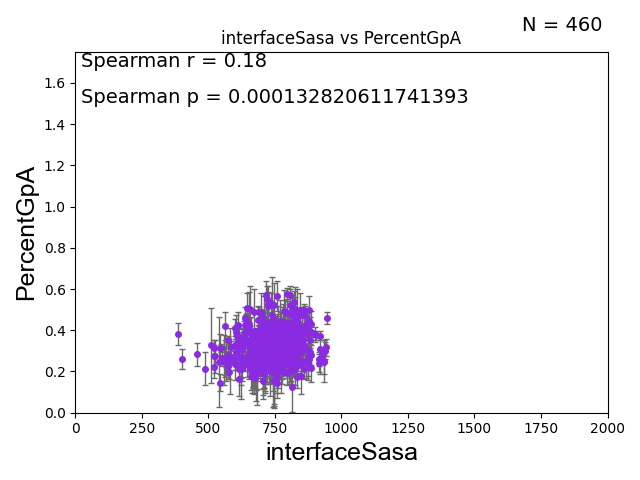 N = 460
interfaceSasa vs PercentGpA
Spearman r = 0.18
Spearman p = 0.000132820611741393
PercentGpA
1.6
1.4
1.2
1.0
0.8
0.6
0.4
0.2
0.0
0 250 500 750 1000 1250 1500 1750 2000
interfaceSasa